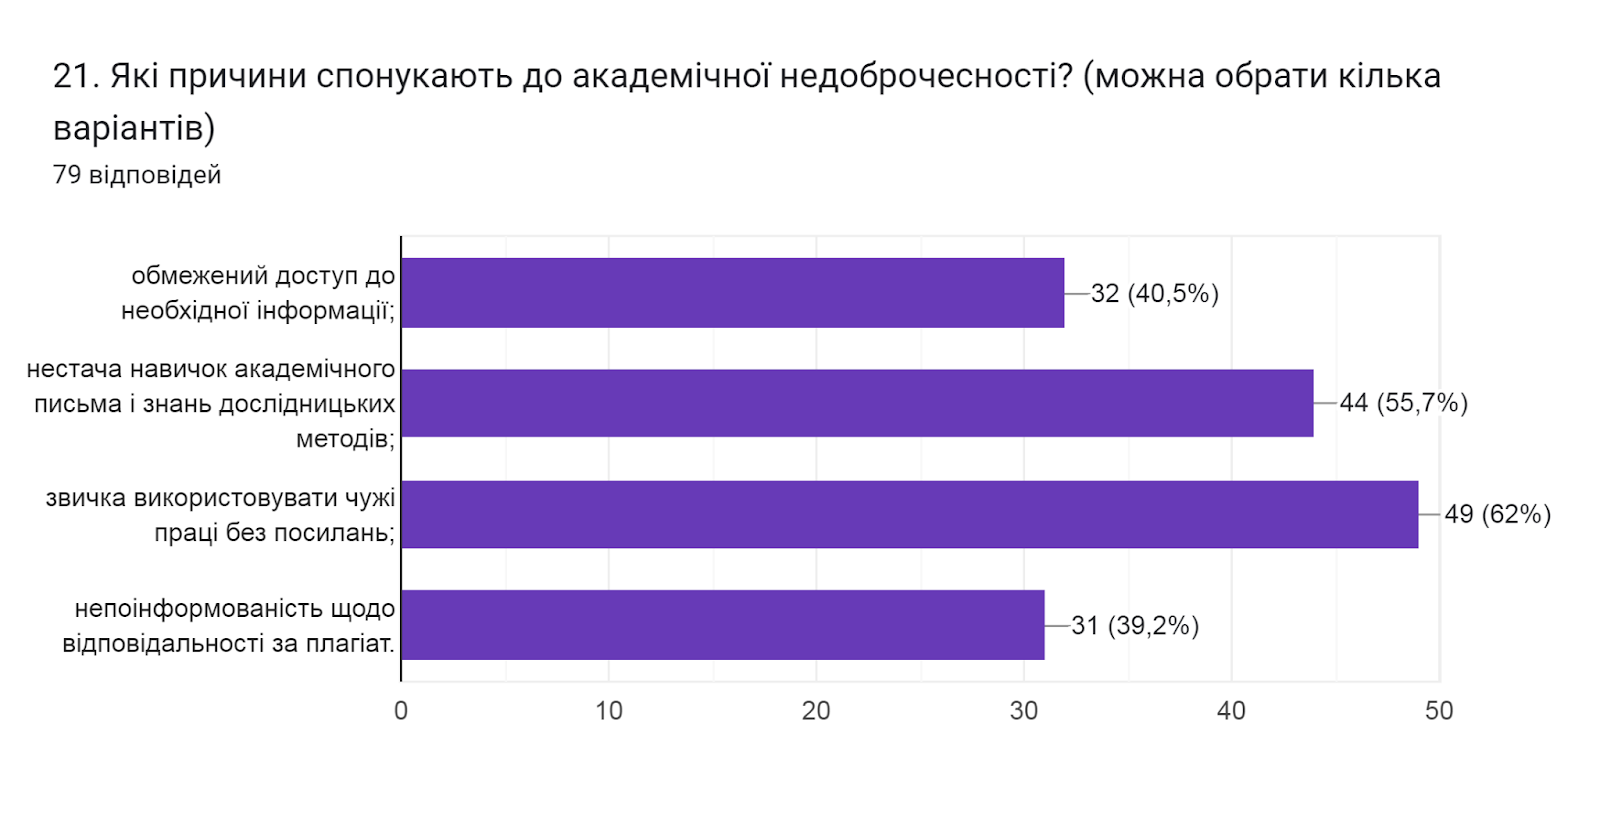 21. Які причини спонукають до академічної недоброчесності? (можна обрати кілька
варіантів)
79 відповідей
обмежений доступ до
необхідної інформації;
32 (40,5%)
нестача навичок академічного
письма і знань дослідницьких
методів;
44 (55,7%)
звичка використовувати чужі
праці без посилань;
49 (62%)
непоінформованість щодо
відповідальності за плагіат.
31 (39,2%)
0 10 20 30 40 50